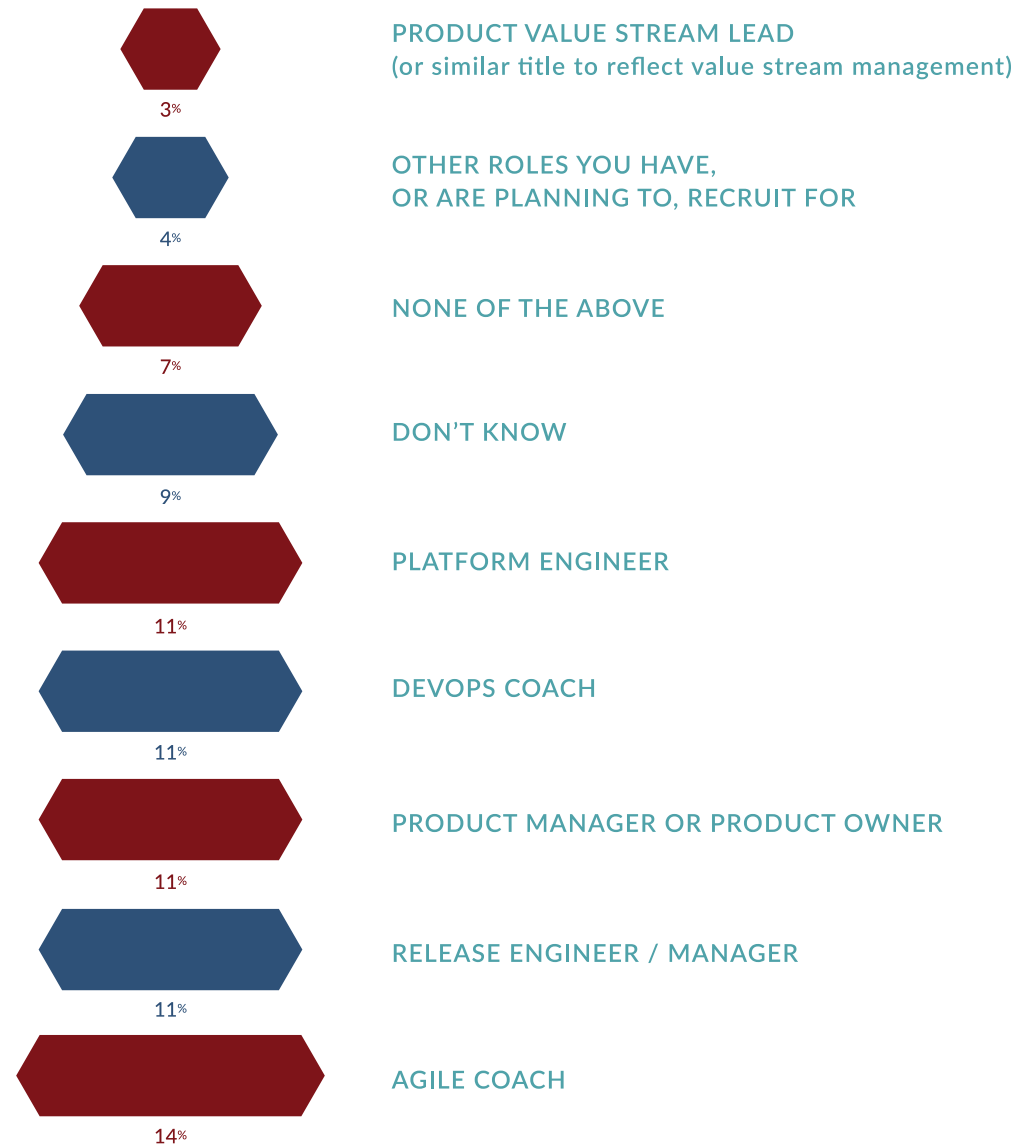 PRODUCT VALUE STREAM LEAD
(or similar title to reflect value stream management)
3%
OTHER ROLES YOU HAVE,
OR ARE PLANNING TO, RECRUIT FOR
4%
NONE OF THE ABOVE
7%
DON'T KNOW
9%
PLATFORM ENGINEER
11%
DEVOPS COACH
11%
PRODUCT MANAGER OR PRODUCT OWNER
11%
RELEASE ENGINEER / MANAGER
11%
AGILE COACH
14%